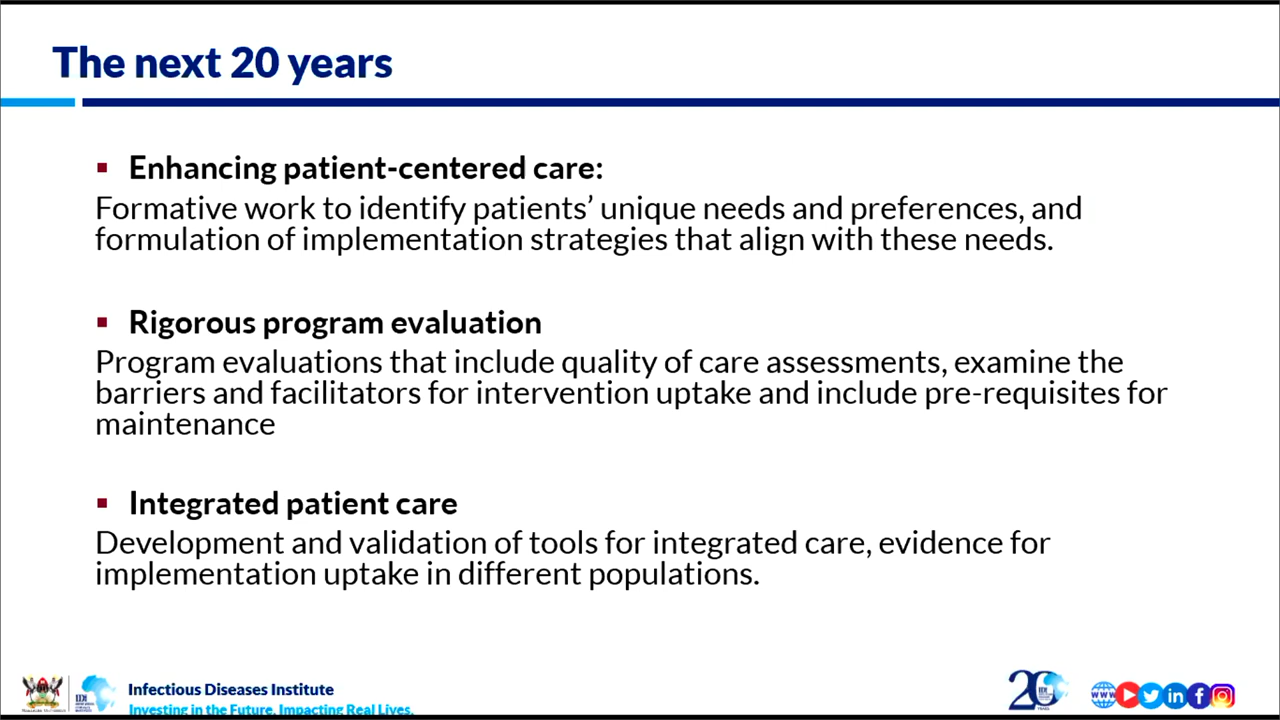 The next 20 years
▪ Enhancing patient-centered care:
Formative work to identify patients’ unique needs and preferences, and
formulation of implementation strategies that align with these needs.
▪ Rigorous program evaluation
Program evaluations that include quality of care assessments, examine the
barriers and facilitators for intervention uptake and include pre-requisites for
maintenance
▪ Integrated patient care
Development and validation of tools for integrated care, evidence for
implementation uptake in different populations.
Infectious Diseases Institute
Investing in the Future. Impacting Real Lives.
IDI
20
YEARS